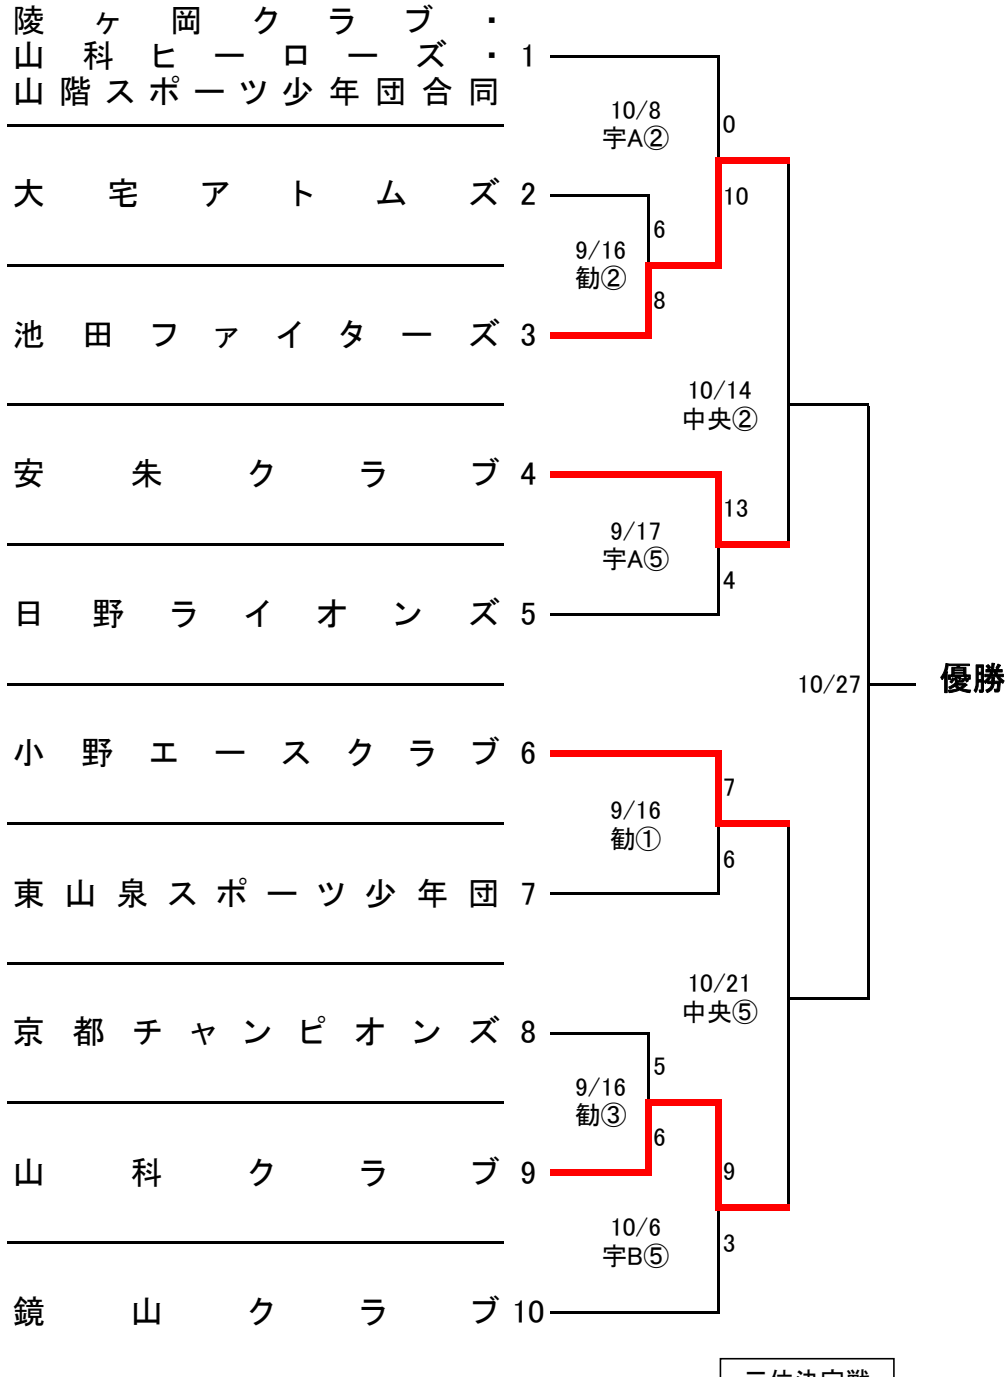 陵ヶ岡クラブ・
山科ヒーローズ・
山階スポーツ少年団合同
1
10/8
宇A②
0
10
大宅アトムズ 2
6
9/16
勧②
8
池田ファイターズ 3
10/14
中央②
安朱クラブ 4
13
9/17
宇A⑤
4
日野ライオンズ 5
10/27
優勝
小野エースクラブ 6
7
9/16
勧①
6
東山泉スポーツ少年団 7
10/21
中央⑤
京都チャンピオンズ 8
5
9/16
勧③
6
山科クラブ 9
9
10/6
宇B⑤
3
鏡山クラブ 10